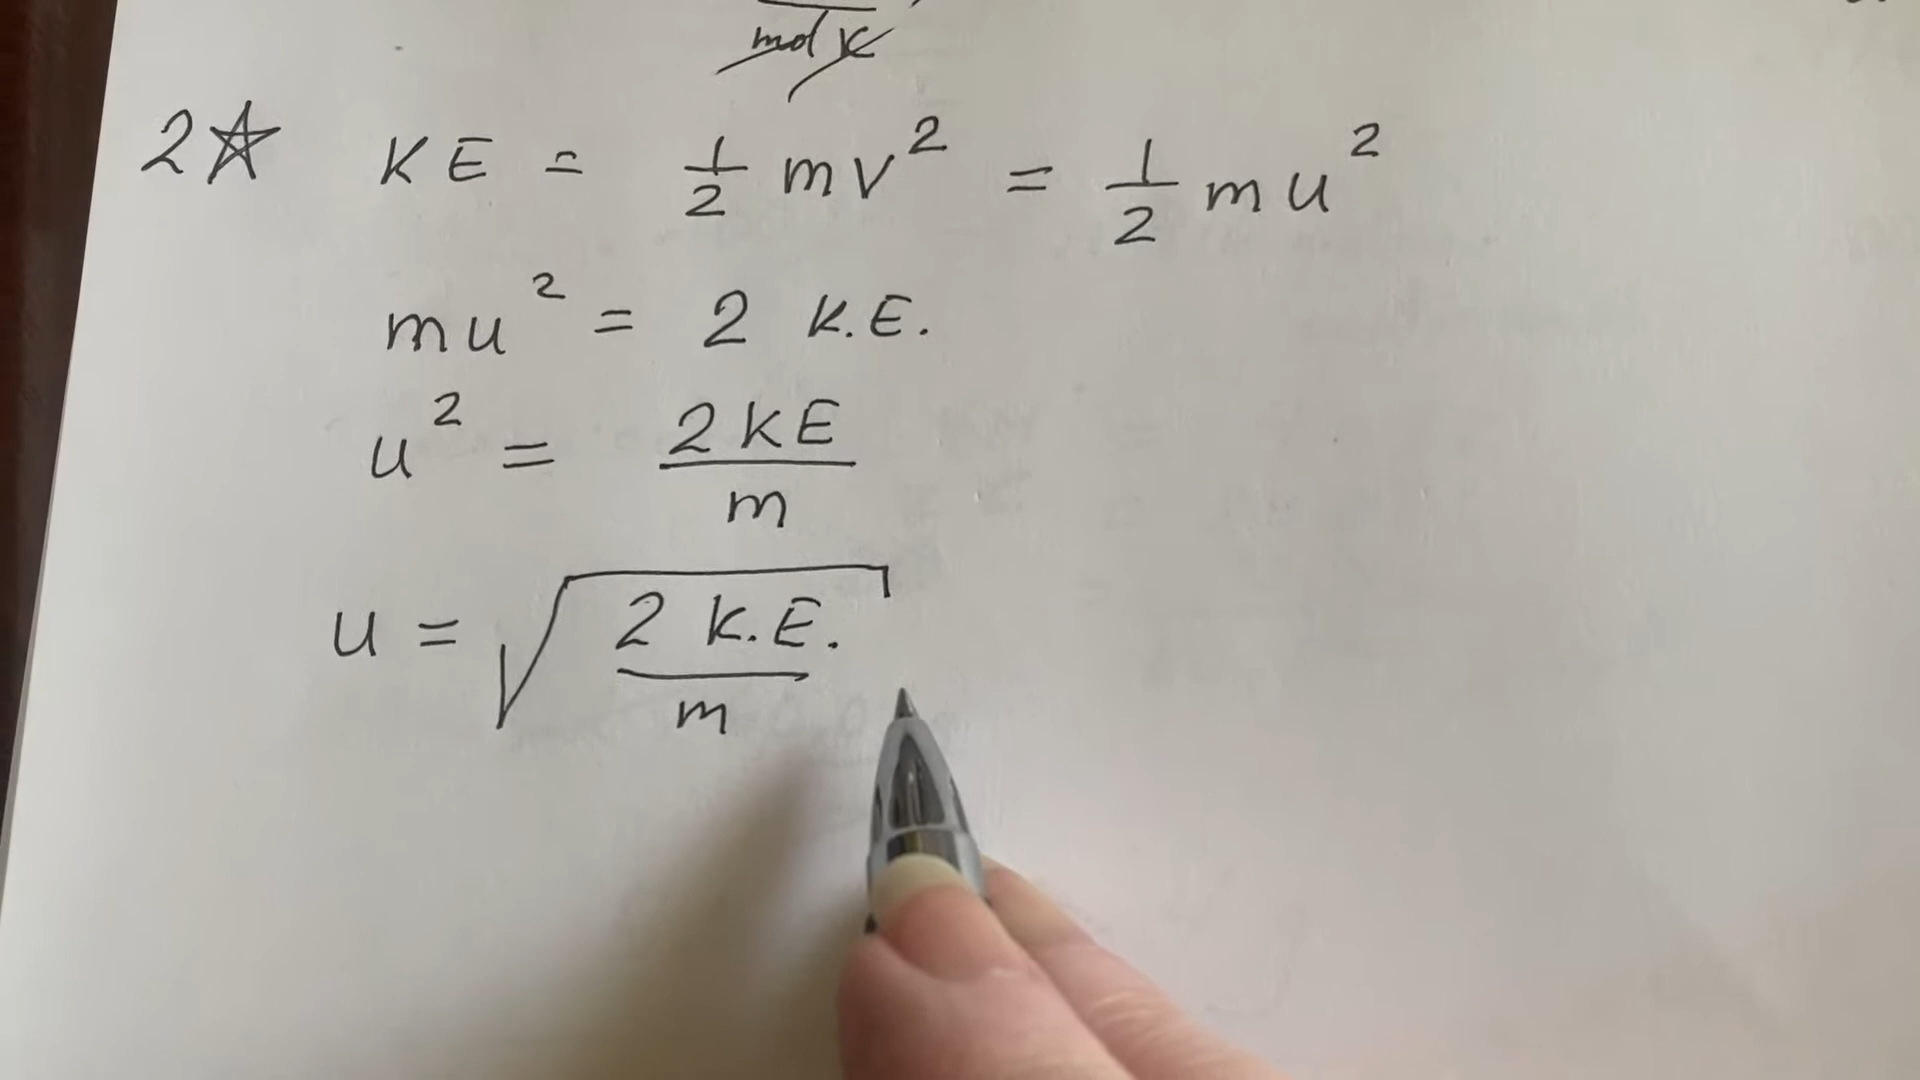 mol K
2☆ KE = 1/2 mv² = 1/2 mu²
mu² = 2 K.E.
u² = 2KE/m
u = √(2 K.E./m)